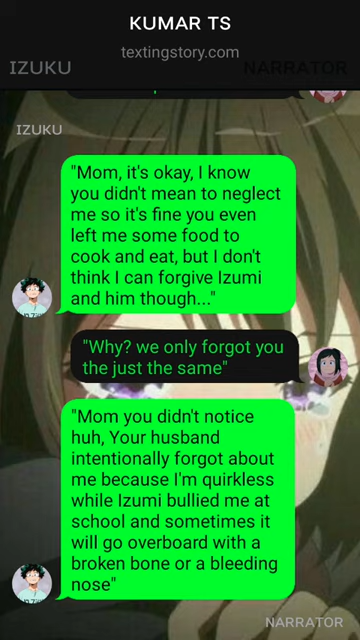 KUMAR TS
textingstory.com
IZUKU
NARRATOR
IZUKU
"Mom, it's okay, I know
you didn't mean to neglect
me so it's fine you even
left me some food to
cook and eat, but I don't
think I can forgive Izumi
and him though..."
"Why? we only forgot you
the just the same"
"Mom you didn't notice
huh, Your husband
intentionally forgot about
me because I'm quirkless
while Izumi bullied me at
school and sometimes it
will go overboard with a
broken bone or a bleeding
nose"
NARRATOR